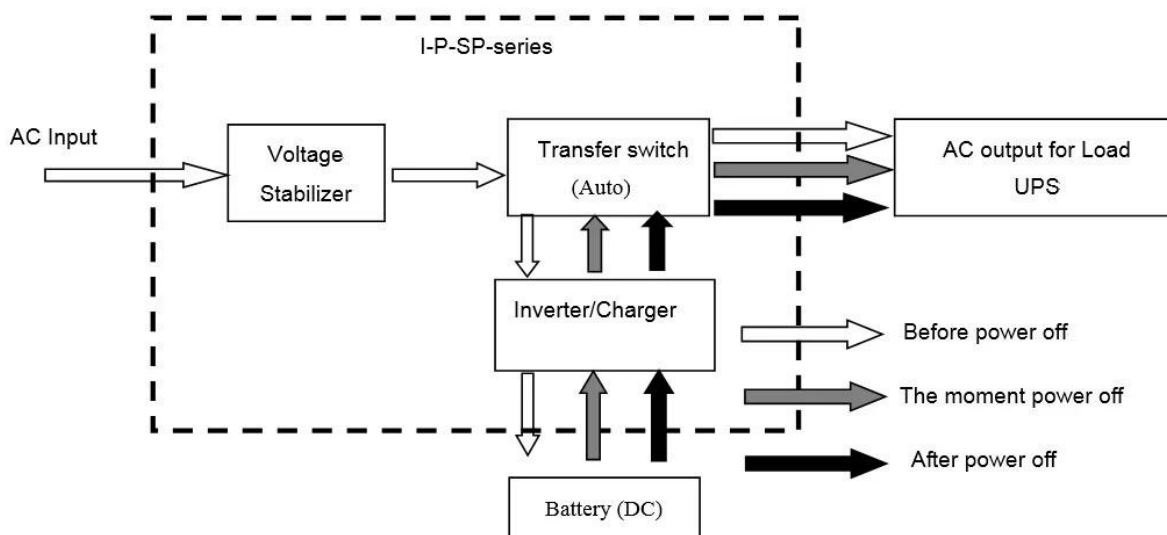 I-P-SP-series
AC Input
Voltage
Stabilizer
Transfer switch
(Auto)
AC output for Load
UPS
Inverter/Charger
Before power off
The moment power off
After power off
Battery (DC)